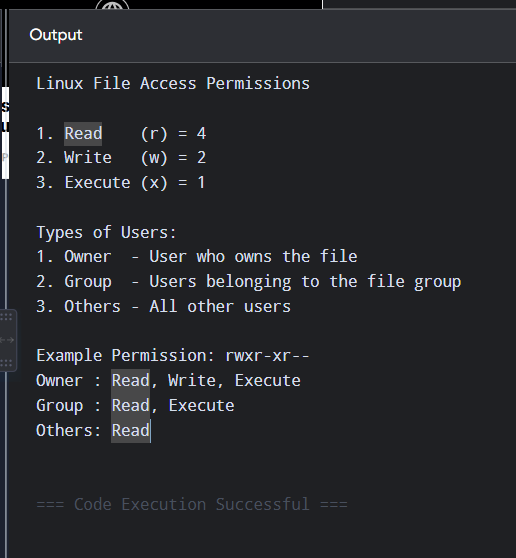 Output
Linux File Access Permissions
1. Read    (r) = 4
2. Write   (w) = 2
3. Execute (x) = 1
Types of Users:
1. Owner  - User who owns the file
2. Group  - Users belonging to the file group
3. Others - All other users
Example Permission: rwxr-xr--
Owner : Read, Write, Execute
Group : Read, Execute
Others: Read
=== Code Execution Successful ===